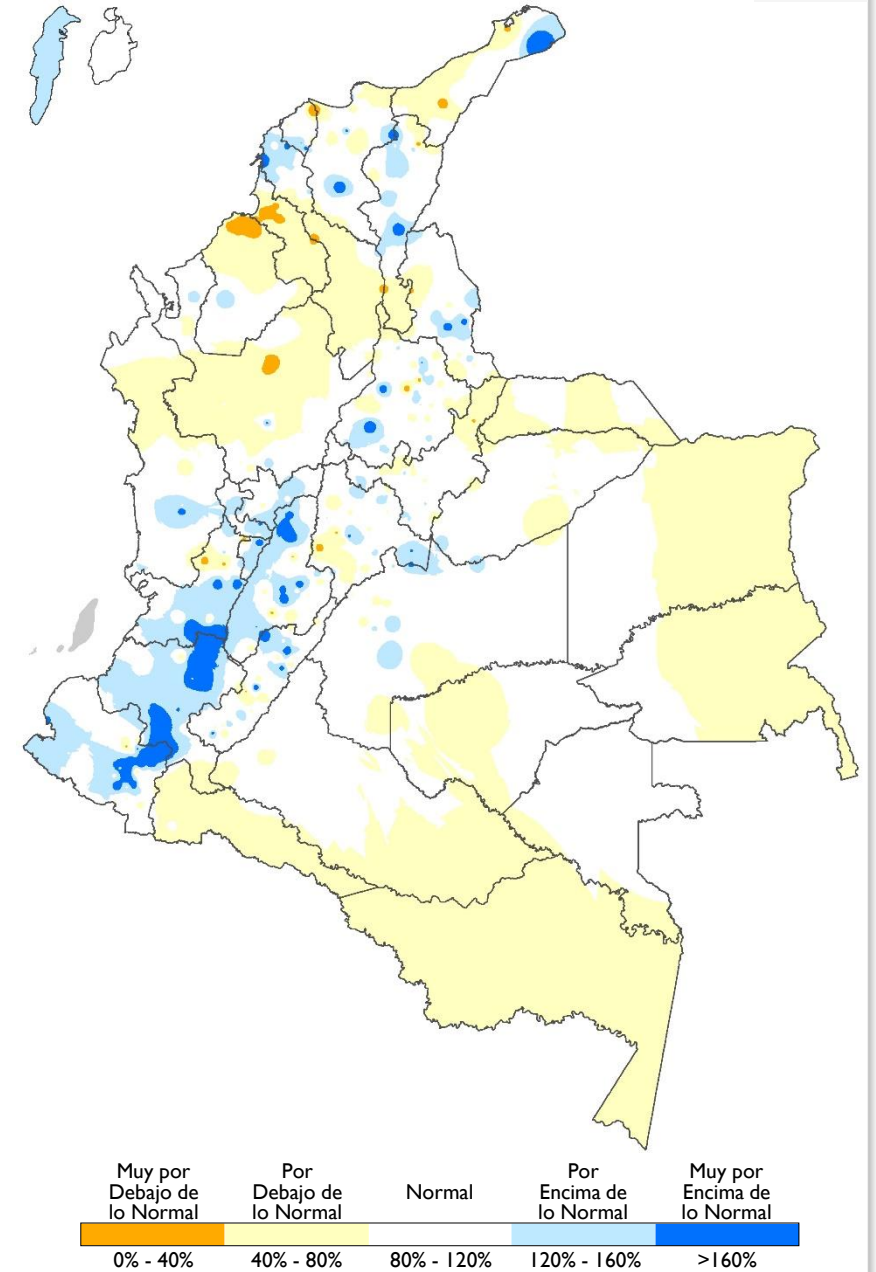 Muy por
Debajo de
lo Normal
Por
Debajo de
lo Normal
Normal
Por
Encima de
lo Normal
Muy por
Encima de
lo Normal
0% - 40%
40% - 80%
80% - 120%
120% - 160%
>160%